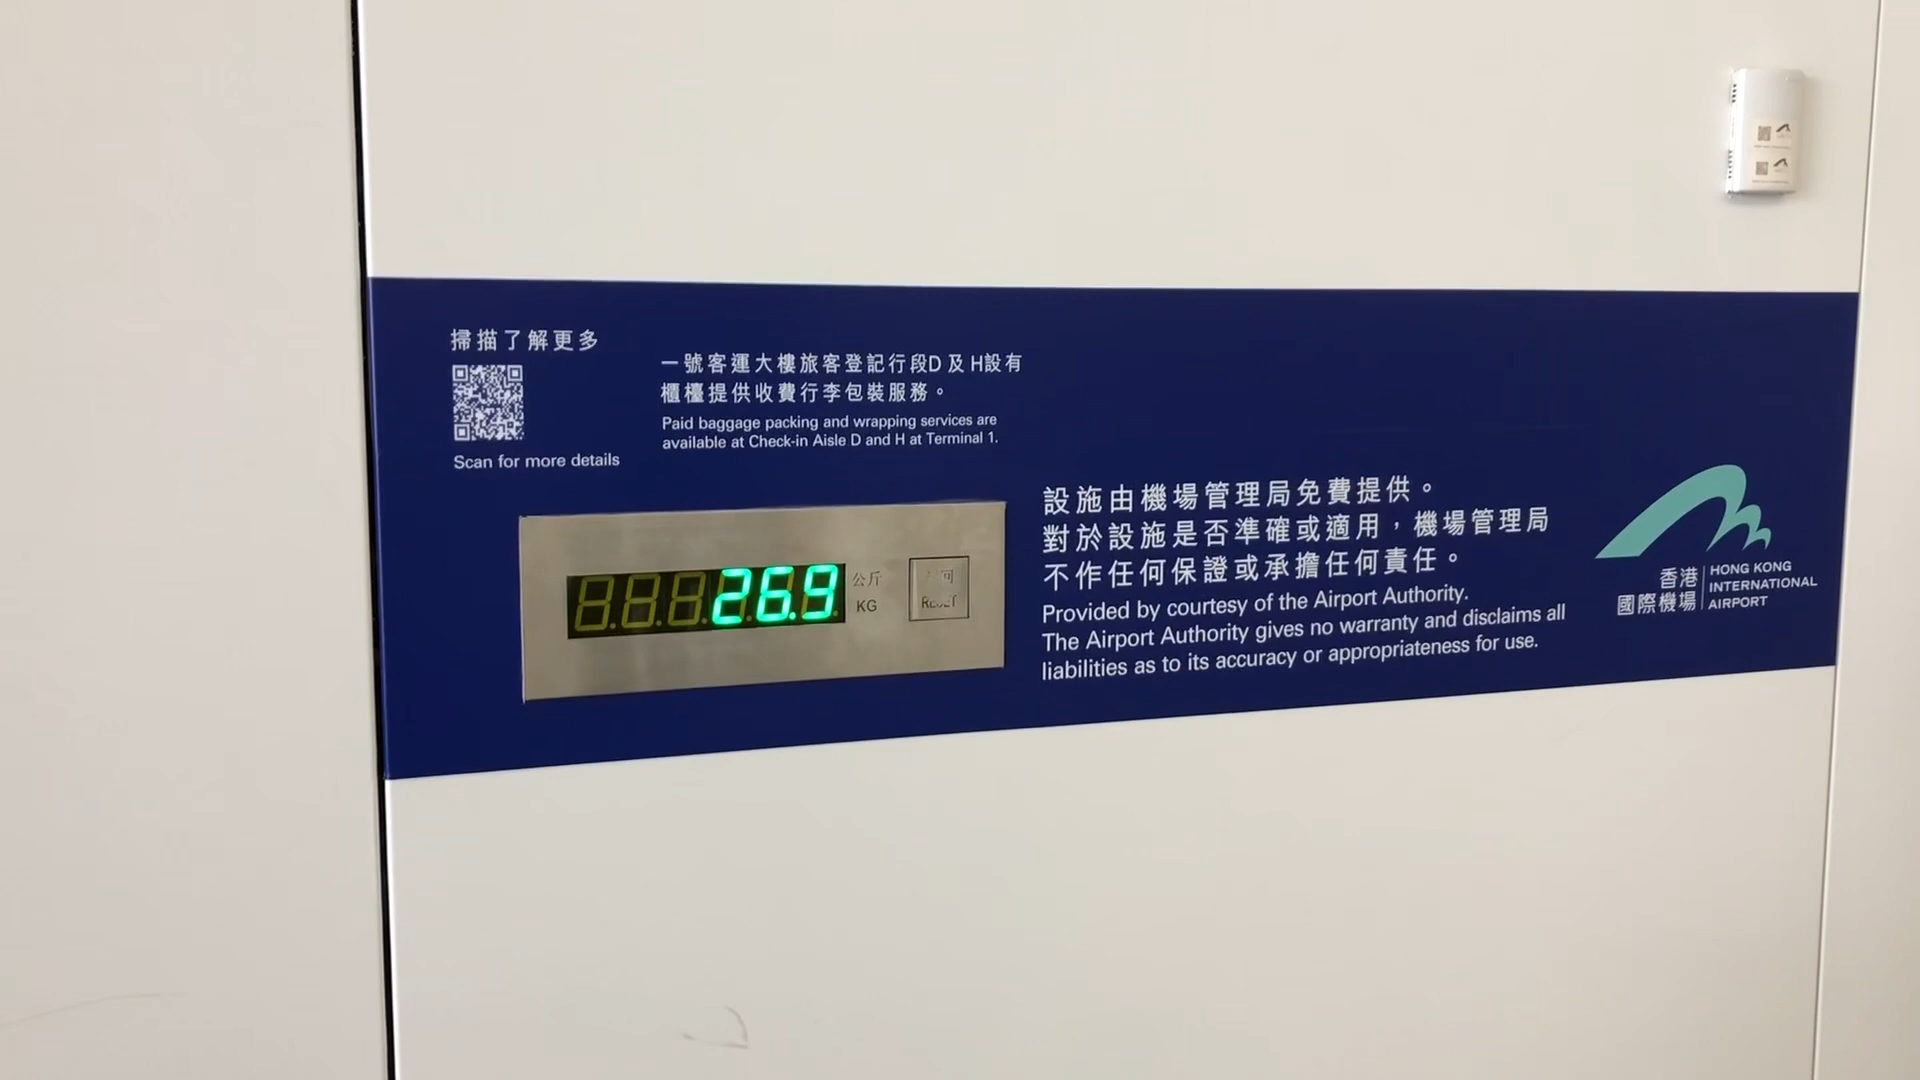 掃描了解更多
Scan for more details
一號客運大樓旅客登記行段D 及 H設有
櫃檯提供收費行李包裝服務。
Paid baggage packing and wrapping services are
available at Check-in Aisle D and H at Terminal 1.
26.9
公斤
KG
RESET
設施由機場管理局免費提供。
對於設施是否準確或適用，機場管理局
不作任何保證或承擔任何責任。
Provided by courtesy of the Airport Authority.
The Airport Authority gives no warranty and disclaims all
liabilities as to its accuracy or appropriateness for use.
香港
國際機場
HONG KONG
INTERNATIONAL
AIRPORT